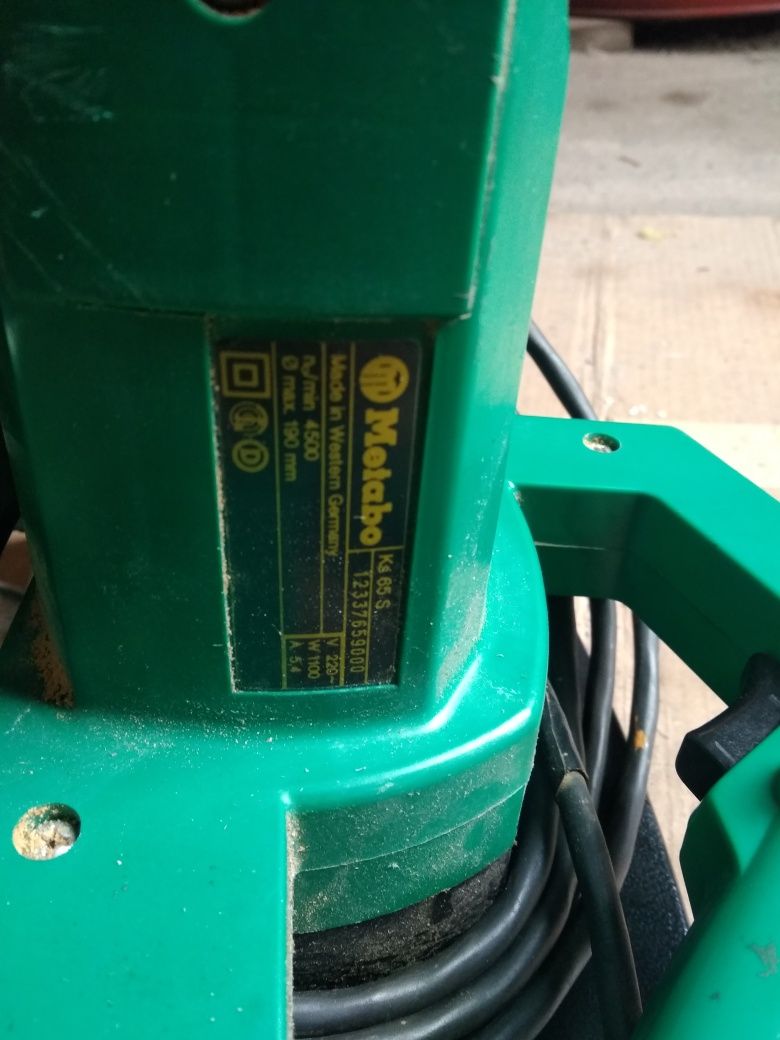 Metabo
Ks 65 S
12337659000
Made in Western Germany
V 220~
n₀/min 4500
W 1100
Ø max. 190 mm
A 5,4
D